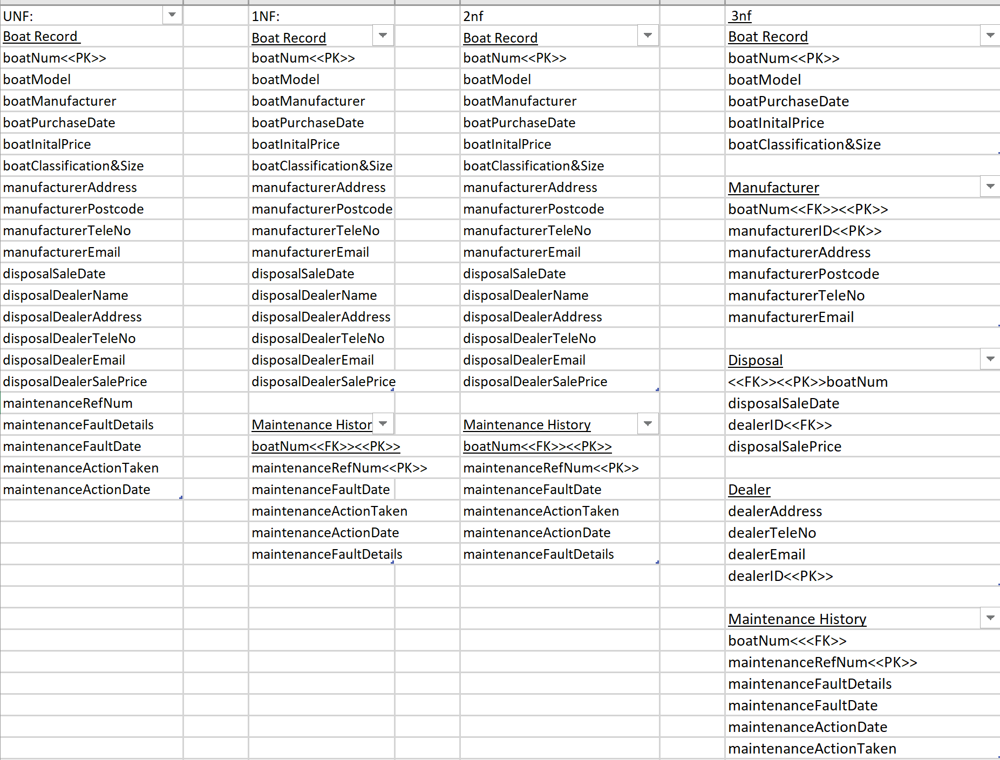 UNF:
Boat Record
boatNum<<PK>>
boatModel
boatManufacturer
boatPurchaseDate
boatInitalPrice
boatClassification&Size
manufacturerAddress
manufacturerPostcode
manufacturerTeleNo
manufacturerEmail
disposalSaleDate
disposalDealerName
disposalDealerAddress
disposalDealerTeleNo
disposalDealerEmail
disposalDealerSalePrice
maintenanceRefNum
maintenanceFaultDetails
maintenanceFaultDate
maintenanceActionTaken
maintenanceActionDate
1NF:
Boat Record
boatNum<<PK>>
boatModel
boatManufacturer
boatPurchaseDate
boatInitalPrice
boatClassification&Size
manufacturerAddress
manufacturerPostcode
manufacturerTeleNo
manufacturerEmail
disposalSaleDate
disposalDealerName
disposalDealerAddress
disposalDealerTeleNo
disposalDealerEmail
disposalDealerSalePrice
Maintenance Histor
boatNum<<FK>><<PK>>
maintenanceRefNum<<PK>>
maintenanceFaultDate
maintenanceActionTaken
maintenanceActionDate
maintenanceFaultDetails
2nf
Boat Record
boatNum<<PK>>
boatModel
boatManufacturer
boatPurchaseDate
boatInitalPrice
boatClassification&Size
manufacturerAddress
manufacturerPostcode
manufacturerTeleNo
manufacturerEmail
disposalSaleDate
disposalDealerName
disposalDealerAddress
disposalDealerTeleNo
disposalDealerEmail
disposalDealerSalePrice
Maintenance History
boatNum<<FK>><<PK>>
maintenanceRefNum<<PK>>
maintenanceFaultDate
maintenanceActionTaken
maintenanceActionDate
maintenanceFaultDetails
3nf
Boat Record
boatNum<<PK>>
boatModel
boatPurchaseDate
boatInitalPrice
boatClassification&Size
Manufacturer
boatNum<<FK>><<PK>>
manufacturerID<<PK>>
manufacturerAddress
manufacturerPostcode
manufacturerTeleNo
manufacturerEmail
Disposal
<<FK>><<PK>>boatNum
disposalSaleDate
dealerID<<FK>>
disposalSalePrice
Dealer
dealerAddress
dealerTeleNo
dealerEmail
dealerID<<PK>>
Maintenance History
boatNum<<<FK>>
maintenanceRefNum<<PK>>
maintenanceFaultDetails
maintenanceFaultDate
maintenanceActionDate
maintenanceActionTaken